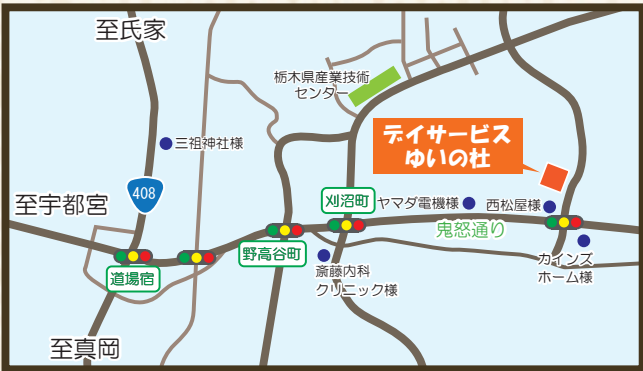 至氏家
栃木県産業技術
センター
三祖神社様
デイサービス
ゆいの杜
408
至宇都宮
刈沼町
ヤマダ電機様
西松屋様
鬼怒通り
野高谷町
道場宿
斎藤内科
クリニック様
カインズ
ホーム様
至真岡